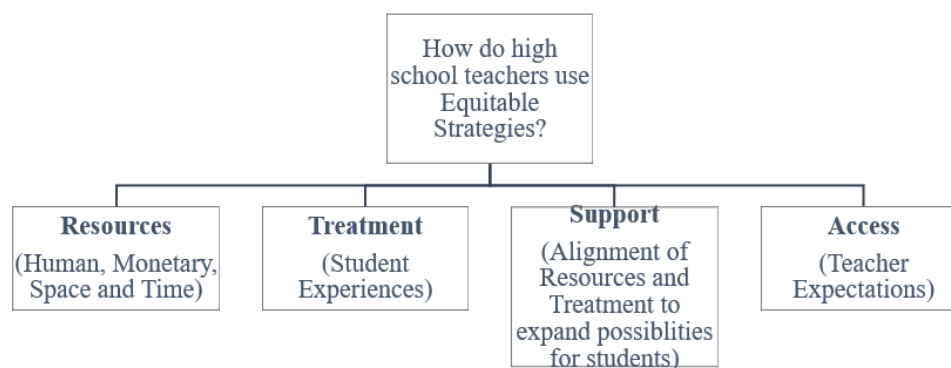 How do high
school teachers use
Equitable
Strategies?
Resources
(Human, Monetary,
Space and Time)
Treatment
(Student
Experiences)
Support
(Alignment of
Resources and
Treatment to
expand possiblities
for students)
Access
(Teacher
Expectations)